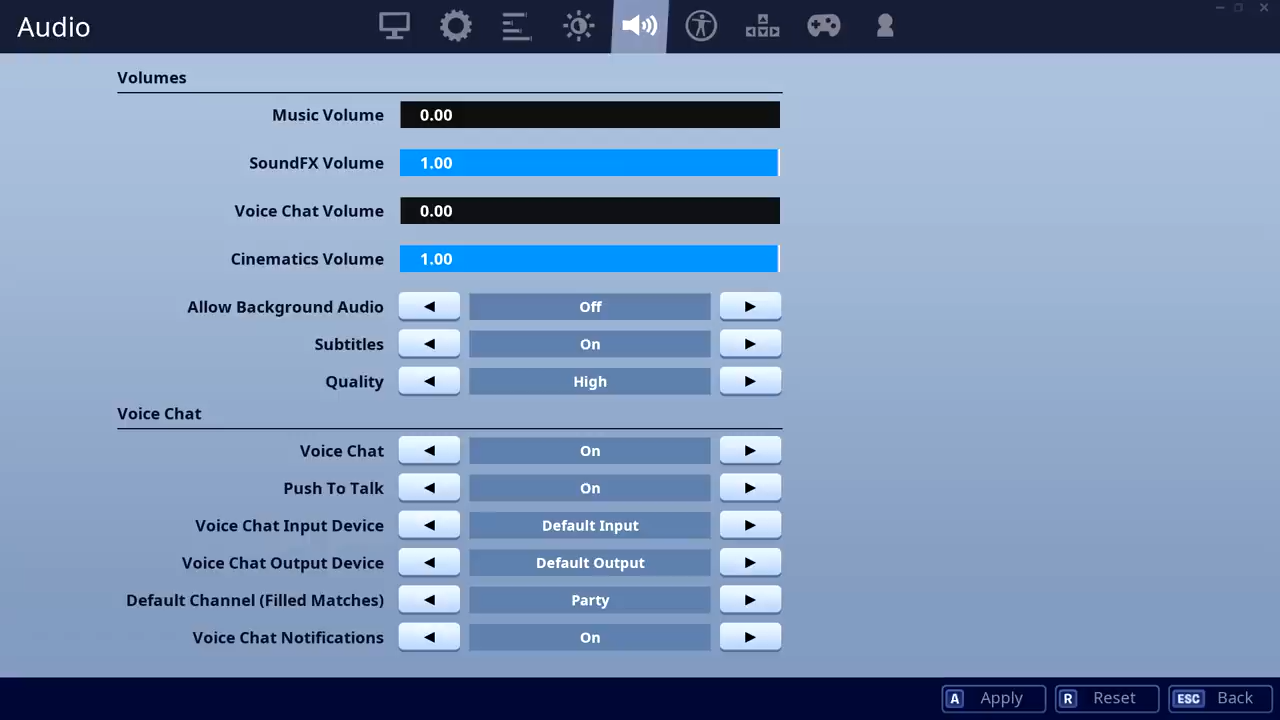 Audio
Volumes
Music Volume 0.00
SoundFX Volume 1.00
Voice Chat Volume 0.00
Cinematics Volume 1.00
Allow Background Audio Off
Subtitles On
Quality High
Voice Chat
Voice Chat On
Push To Talk On
Voice Chat Input Device Default Input
Voice Chat Output Device Default Output
Default Channel (Filled Matches) Party
Voice Chat Notifications On
A Apply R Reset ESC Back